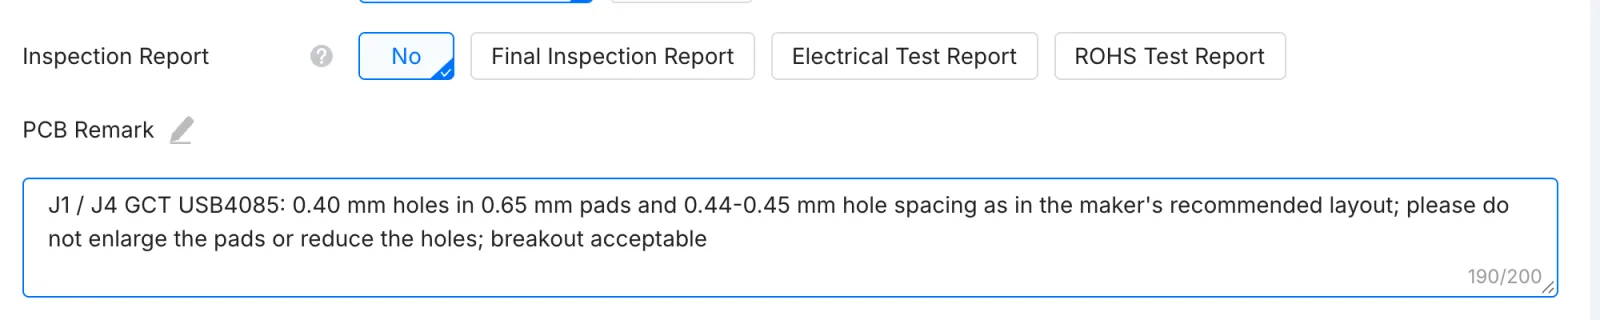 Inspection Report ? No Final Inspection Report Electrical Test Report ROHS Test Report
PCB Remark
J1 / J4 GCT USB4085: 0.40 mm holes in 0.65 mm pads and 0.44-0.45 mm hole spacing as in the maker's recommended layout; please do
not enlarge the pads or reduce the holes; breakout acceptable
190/200